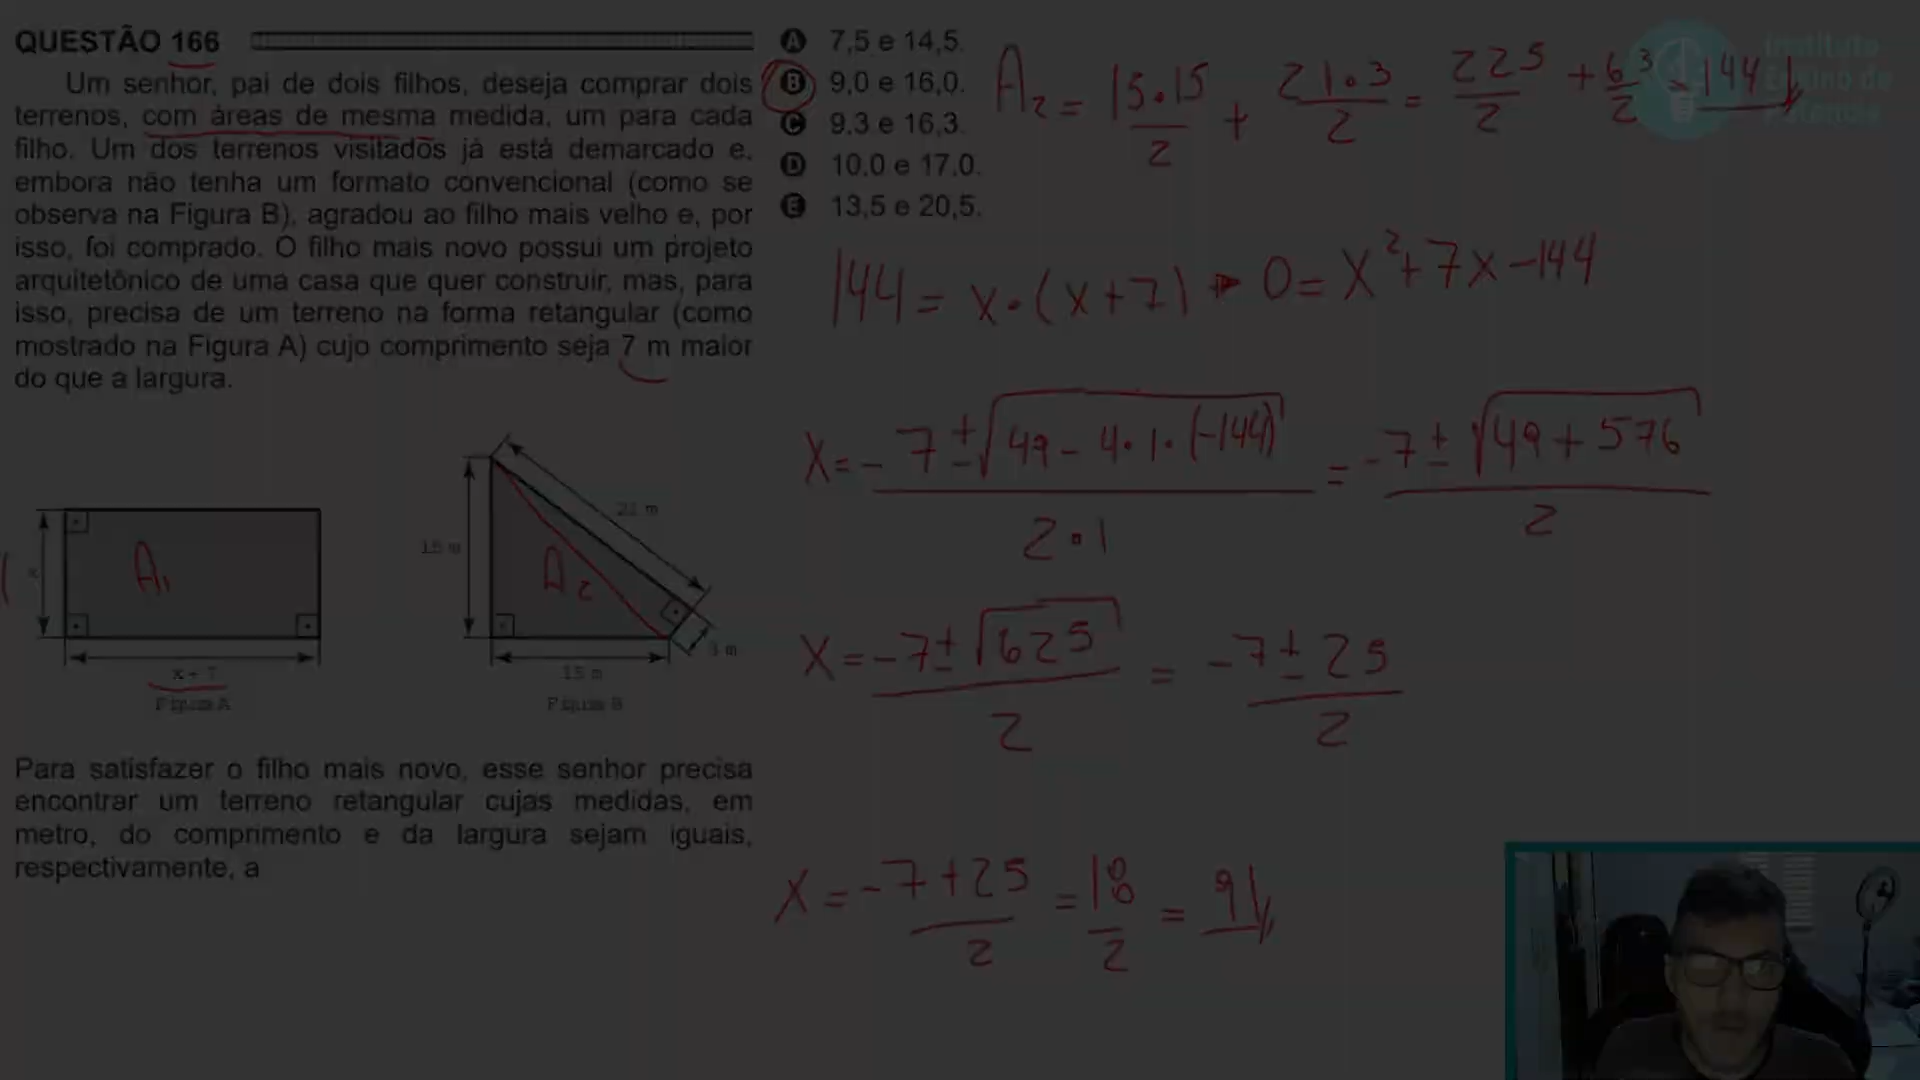 QUESTÃO 166
Um senhor, pai de dois filhos, deseja comprar dois
terrenos, com áreas de mesma medida, um para cada
filho. Um dos terrenos visitados já está demarcado e,
embora não tenha um formato convencional (como se
observa na Figura B), agradou ao filho mais velho e, por
isso, foi comprado. O filho mais novo possui um projeto
arquitetônico de uma casa que quer construir, mas, para
isso, precisa de um terreno na forma retangular (como
mostrado na Figura A) cujo comprimento seja 7 m maior
do que a largura.
x
A₁
x + 7
Figura A
15 m
21 m
A₂
3 m
15 m
Figura B
Para satisfazer o filho mais novo, esse senhor precisa
encontrar um terreno retangular cujas medidas, em
metro, do comprimento e da largura sejam iguais,
respectivamente, a
A 7,5 e 14,5.
B 9,0 e 16,0.
C 9,3 e 16,3.
D 10,0 e 17,0.
E 13,5 e 20,5.
A₂ = 15·15/2 + 21·3/2 = 225/2 + 63/2 = 144
144 = x·(x+7) → 0 = x²+7x-144
x = -7±√49-4·1·(-144)/2·1 = -7±√49+576/2
x = -7±√625/2 = -7±25/2
x = -7+25/2 = 18/2 = 9
Instituto
Ensino de